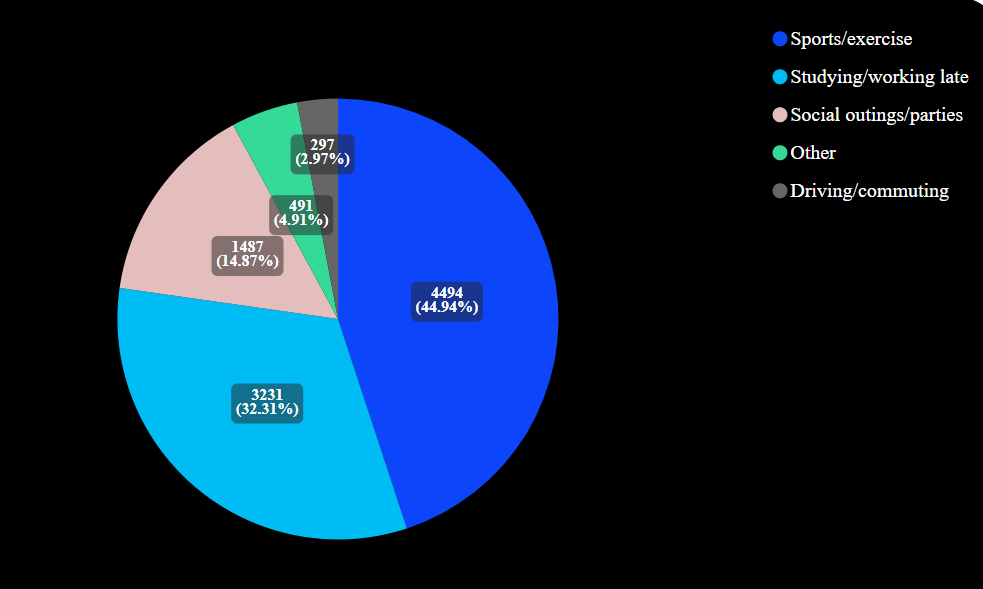 Sports/exercise
Studying/working late
Social outings/parties
Other
Driving/commuting
297
(2.97%)
491
(4.91%)
1487
(14.87%)
4494
(44.94%)
3231
(32.31%)